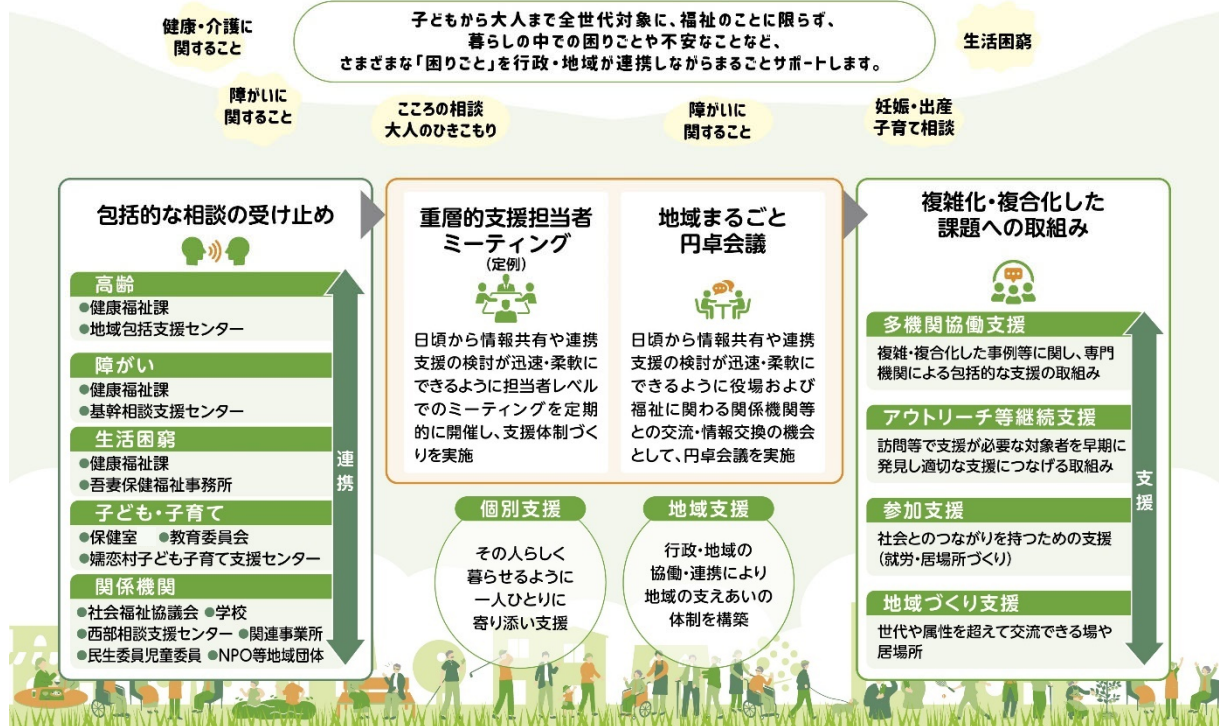 子どもから大人まで全世代対象に、福祉のことに限らず、
暮らしの中での困りごとや不安なことなど、
さまざまな「困りごと」を行政・地域が連携しながらまるごとサポートします。
健康・介護に
関すること
生活困窮
障がいに
関すること
こころの相談
大人のひきこもり
障がいに
関すること
妊娠・出産
子育て相談
包括的な相談の受け止め
高齢
●健康福祉課
●地域包括支援センター
障がい
●健康福祉課
●基幹相談支援センター
生活困窮
●健康福祉課
●吾妻保健福祉事務所
子ども・子育て
●保健室 ●教育委員会
●嬬恋村子ども子育て支援センター
関係機関
●社会福祉協議会 ●学校
●西部相談支援センター ●関連事業所
●民生委員児童委員 ●NPO等地域団体
連携
重層的支援担当者
ミーティング
(定例)
日頃から情報共有や連携
支援の検討が迅速・柔軟に
できるように担当者レベル
でのミーティングを定期
的に開催し、支援体制づく
りを実施
地域まるごと
円卓会議
日頃から情報共有や連携
支援の検討が迅速・柔軟に
できるように役場および
福祉に関わる関係機関等
との交流・情報交換の機会
として、円卓会議を実施
個別支援
その人らしく
暮らせるように
一人ひとりに
寄り添い支援
地域支援
行政・地域の
協働・連携により
地域の支えあいの
体制を構築
複雑化・複合化した
課題への取組み
多機関協働支援
複雑・複合化した事例等に関し、専門
機関による包括的な支援の取組み
アウトリーチ等継続支援
訪問等で支援が必要な対象者を早期に
発見し適切な支援につなげる取組み
参加支援
社会とのつながりを持つための支援
(就労・居場所づくり)
地域づくり支援
世代や属性を超えて交流できる場や
居場所
支援